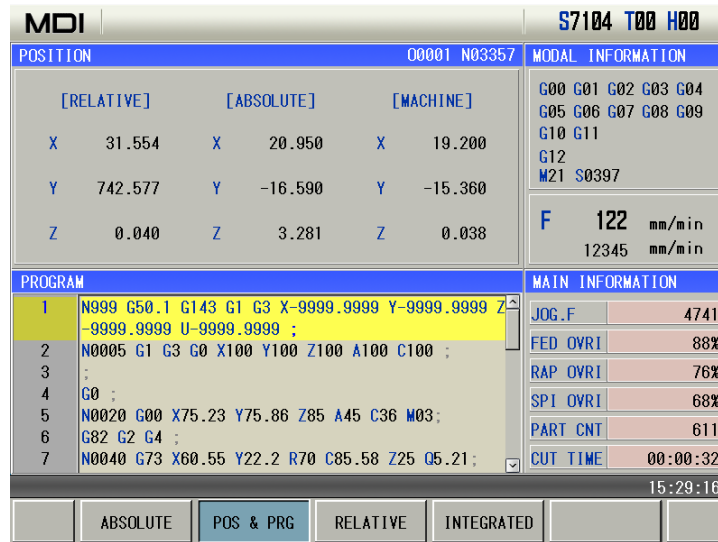 MDI S7104 T00 H00
POSITION O0001 N03357 MODAL INFORMATION
[RELATIVE] [ABSOLUTE] [MACHINE]
X 31.554 X 20.950 X 19.200
Y 742.577 Y -16.590 Y -15.360
Z 0.040 Z 3.281 Z 0.038
G00 G01 G02 G03 G04
G05 G06 G07 G08 G09
G10 G11
G12
M21 S0397
F 122 mm/min
12345 mm/min
PROGRAM
1 N999 G50.1 G143 G1 G3 X-9999.9999 Y-9999.9999 Z
-9999.9999 U-9999.9999 ;
2 N0005 G1 G3 G0 X100 Y100 Z100 A100 C100 ;
3 ;
4 G0 ;
5 N0020 G00 X75.23 Y75.86 Z85 A45 C36 M03;
6 G82 G2 G4 ;
7 N0040 G73 X60.55 Y22.2 R70 C85.58 Z25 Q5.21;
MAIN INFORMATION
JOG.F 4741
FED OVRI 88%
RAP OVRI 76%
SPI OVRI 68%
PART CNT 611
CUT TIME 00:00:32
15:29:16
ABSOLUTE POS & PRG RELATIVE INTEGRATED